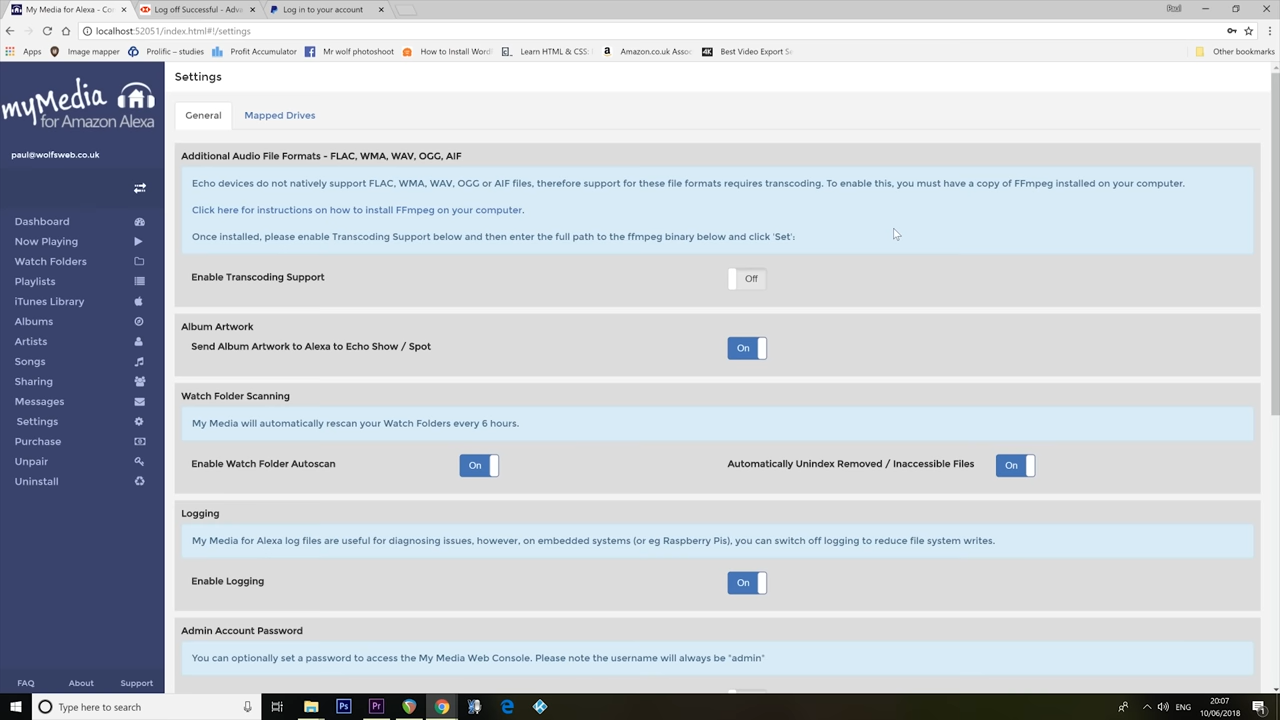 My Media for Alexa - Co
Log off Successful - Adva
Log in to your account
Paul
localhost:52051/index.html#!/settings
Apps
Image mapper
Prolific – studies
Profit Accumulator
Mr wolf photoshoot
How to Install Word
Learn HTML & CSS:
Amazon.co.uk Asso
Best Video Export Se
Other bookmarks
myMedia
for Amazon Alexa
paul@wolfsweb.co.uk
Dashboard
Now Playing
Watch Folders
Playlists
iTunes Library
Albums
Artists
Songs
Sharing
Messages
Settings
Purchase
Unpair
Uninstall
FAQ
About
Support
Settings
General
Mapped Drives
Additional Audio File Formats - FLAC, WMA, WAV, OGG, AIF
Echo devices do not natively support FLAC, WMA, WAV, OGG or AIF files, therefore support for these file formats requires transcoding. To enable this, you must have a copy of FFmpeg installed on your computer.
Click here for instructions on how to install FFmpeg on your computer.
Once installed, please enable Transcoding Support below and then enter the full path to the ffmpeg binary below and click 'Set':
Enable Transcoding Support
Off
Album Artwork
Send Album Artwork to Alexa to Echo Show / Spot
On
Watch Folder Scanning
My Media will automatically rescan your Watch Folders every 6 hours.
Enable Watch Folder Autoscan
On
Automatically Unindex Removed / Inaccessible Files
On
Logging
My Media for Alexa log files are useful for diagnosing issues, however, on embedded systems (or eg Raspberry Pis), you can switch off logging to reduce file system writes.
Enable Logging
On
Admin Account Password
You can optionally set a password to access the My Media Web Console. Please note the username will always be "admin"
Type here to search
Ps
Pr
ENG
20:07
10/06/2018